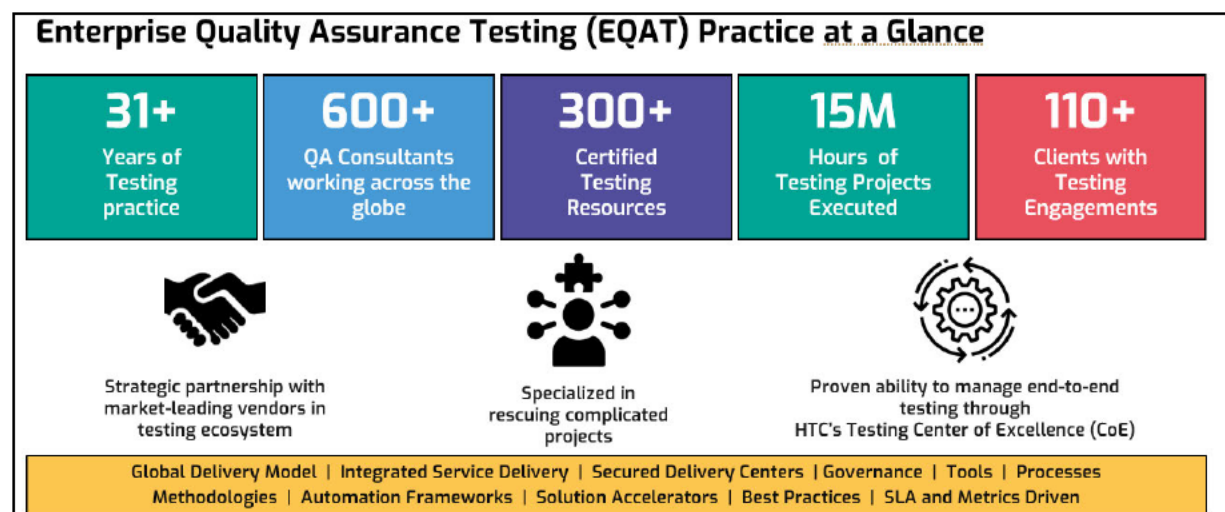 Enterprise Quality Assurance Testing (EQAT) Practice at a Glance
31+
Years of
Testing
practice
600+
QA Consultants
working across the
globe
300+
Certified
Testing
Resources
15M
Hours of
Testing Projects
Executed
110+
Clients with
Testing
Engagements
Strategic partnership with
market-leading vendors in
testing ecosystem
Specialized in
rescuing complicated
projects
Proven ability to manage end-to-end
testing through
HTC's Testing Center of Excellence (CoE)
Global Delivery Model | Integrated Service Delivery | Secured Delivery Centers | Governance | Tools | Processes
Methodologies | Automation Frameworks | Solution Accelerators | Best Practices | SLA and Metrics Driven